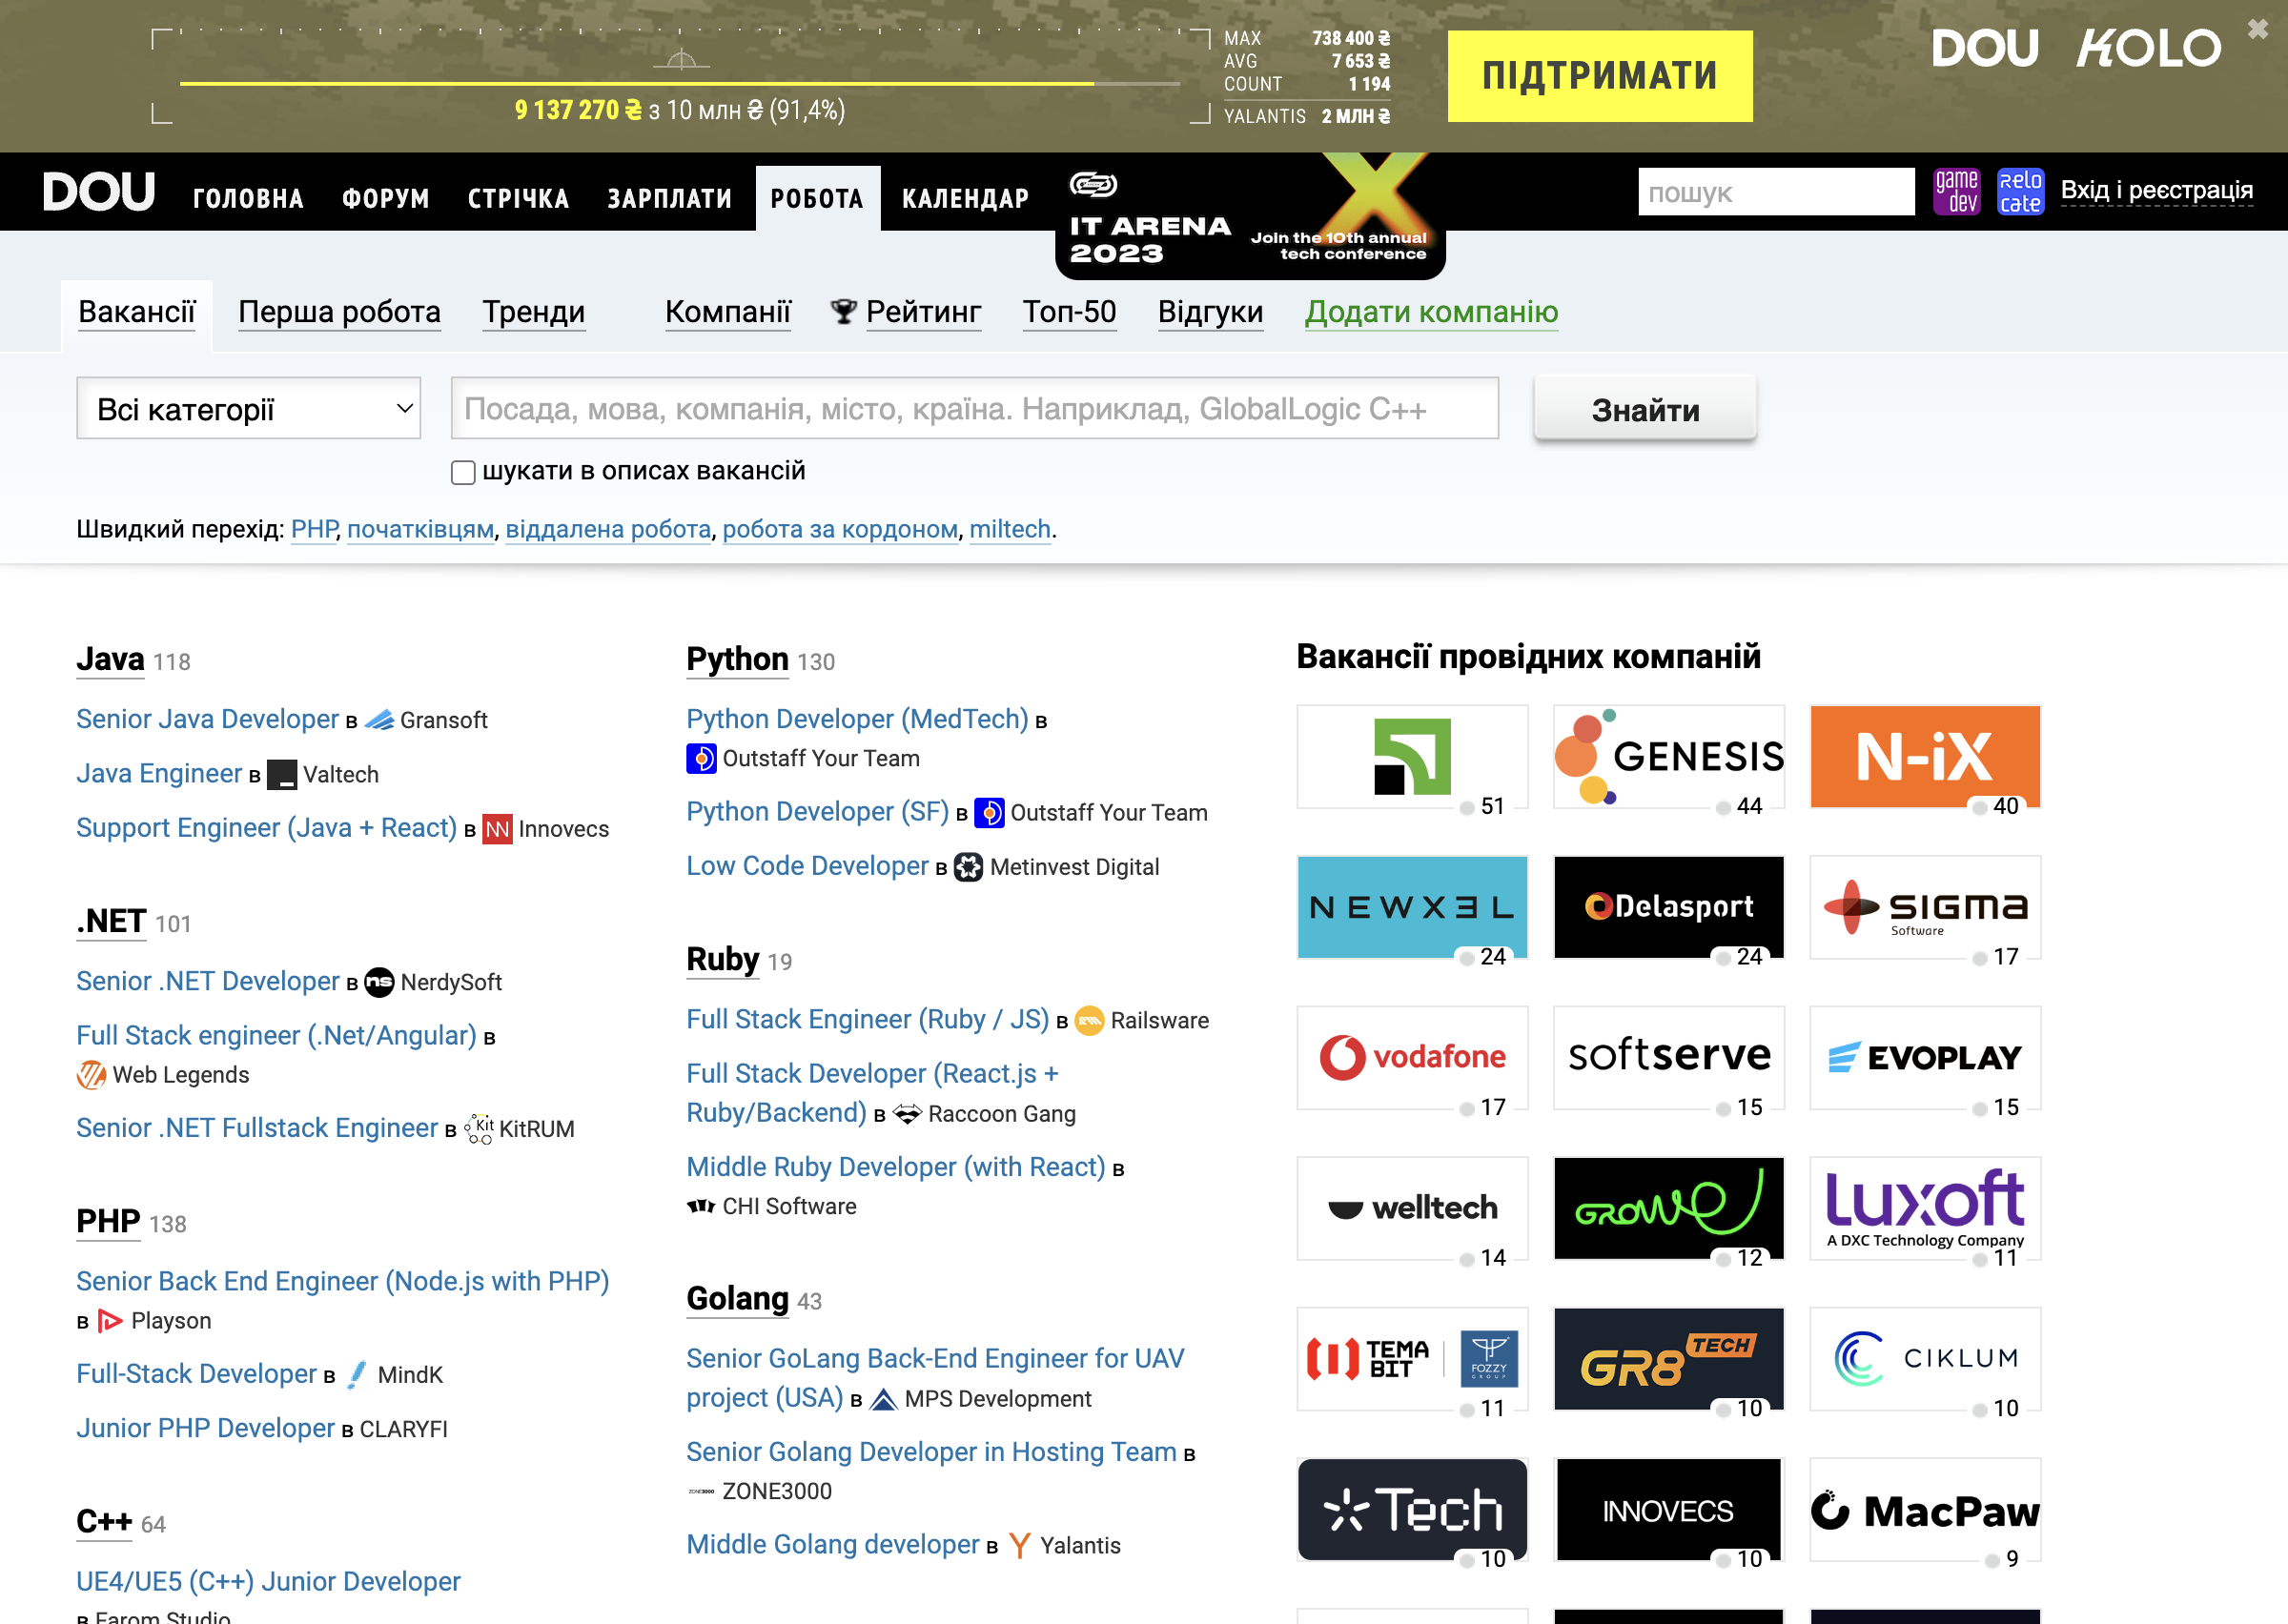 MAX 738 400 ₴
AVG 7 653 ₴
COUNT 1 194
YALANTIS 2 МЛН ₴
9 137 270 ₴ з 10 млн ₴ (91,4%)
ПІДТРИМАТИ
DOU KOLO
DOU ГОЛОВНА ФОРУМ СТРІЧКА ЗАРПЛАТИ РОБОТА КАЛЕНДАР
IT ARENA 2023
Join the 10th annual
tech conference
пошук
game dev
relo cate
Вхід і реєстрація
Вакансії Перша робота Тренди Компанії Рейтинг Топ-50 Відгуки Додати компанію
Всі категорії
Посада, мова, компанія, місто, країна. Наприклад, GlobalLogic C++
Знайти
шукати в описах вакансій
Швидкий перехід: PHP, початківцям, віддалена робота, робота за кордоном, miltech.
Java 118
Senior Java Developer в Gransoft
Java Engineer в Valtech
Support Engineer (Java + React) в Innovecs
.NET 101
Senior .NET Developer в ns NerdySoft
Full Stack engineer (.Net/Angular) в
Web Legends
Senior .NET Fullstack Engineer в Kit KitRUM
PHP 138
Senior Back End Engineer (Node.js with PHP)
в Playson
Full-Stack Developer в MindK
Junior PHP Developer в CLARYFI
C++ 64
UE4/UE5 (C++) Junior Developer
в Farom Studio
Python 130
Python Developer (MedTech) в
Outstaff Your Team
Python Developer (SF) в Outstaff Your Team
Low Code Developer в Metinvest Digital
Ruby 19
Full Stack Engineer (Ruby / JS) в Railsware
Full Stack Developer (React.js +
Ruby/Backend) в Raccoon Gang
Middle Ruby Developer (with React) в
CHI Software
Golang 43
Senior GoLang Back-End Engineer for UAV
project (USA) в MPS Development
Senior Golang Developer in Hosting Team в
ZONE3000 ZONE3000
Middle Golang developer в Yalantis
Вакансії провідних компаній
51
GENESIS 44
N-iX 40
NEWXEL 24
Delasport 24
SIGMA Software 17
vodafone 17
softserve 15
EVOPLAY 15
welltech 14
GROWE 12
luxoft
A DXC Technology Company
11
TEMA BIT FOZZY GROUP 11
GR8 TECH 10
CIKLUM 10
Tech 10
INNOVECS 10
MacPaw 9